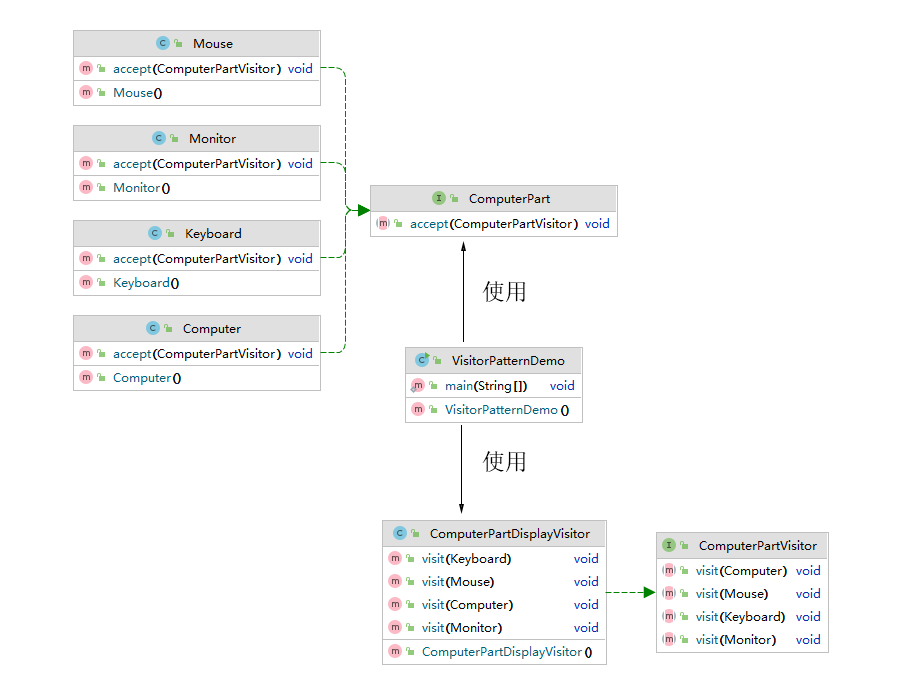 Mouse
accept(ComputerPartVisitor) void
Mouse()
Monitor
accept(ComputerPartVisitor) void
Monitor()
Keyboard
accept(ComputerPartVisitor) void
Keyboard()
Computer
accept(ComputerPartVisitor) void
Computer()
ComputerPart
accept(ComputerPartVisitor) void
使用
VisitorPatternDemo
main(String[]) void
VisitorPatternDemo()
使用
ComputerPartDisplayVisitor
visit(Keyboard) void
visit(Mouse) void
visit(Computer) void
visit(Monitor) void
ComputerPartDisplayVisitor()
ComputerPartVisitor
visit(Computer) void
visit(Mouse) void
visit(Keyboard) void
visit(Monitor) void